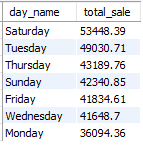 day_name total_sale
Saturday 53448.39
Tuesday 49030.71
Thursday 43189.76
Sunday 42340.85
Friday 41834.61
Wednesday 41648.7
Monday 36094.36